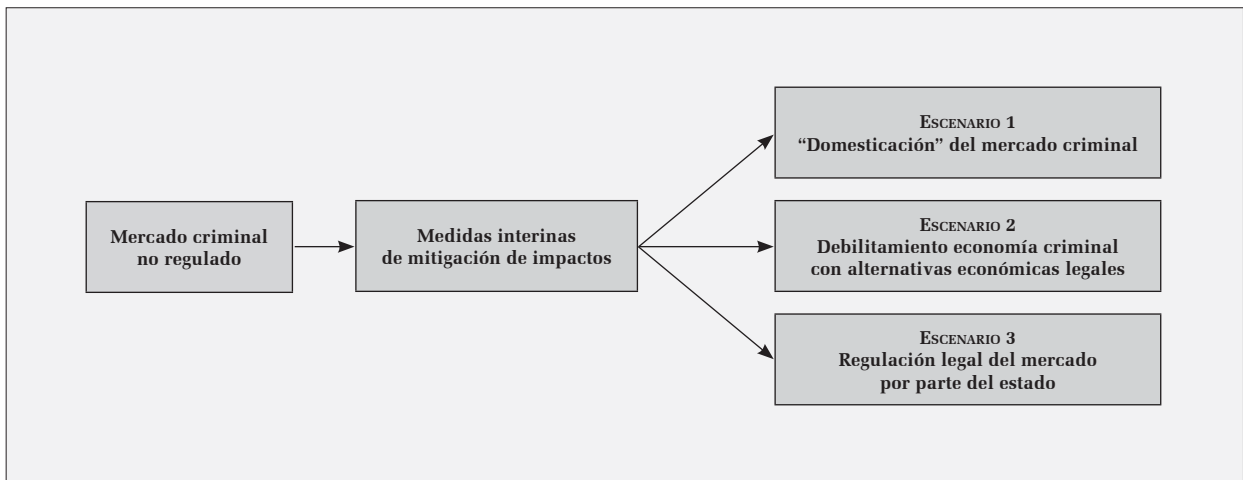 Mercado criminal
no regulado
Medidas interinas
de mitigación de impactos
ESCENARIO 1
“Domesticación” del mercado criminal
ESCENARIO 2
Debilitamiento economía criminal
con alternativas económicas legales
ESCENARIO 3
Regulación legal del mercado
por parte del estado